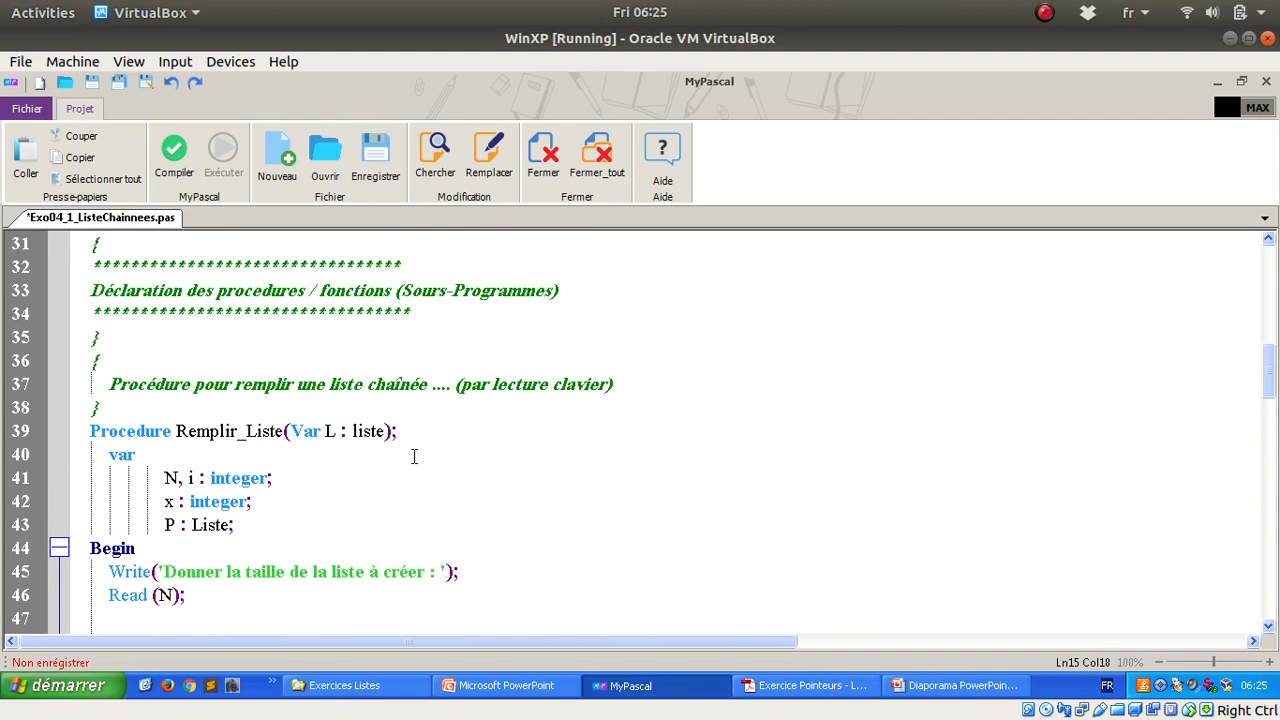 Activities VirtualBox Fri 06:25 fr
WinXP [Running] - Oracle VM VirtualBox
File Machine View Input Devices Help
MyPascal
Fichier Projet MAX
Coller Couper Copier Sélectionner tout
Compiler Exécuter Nouveau Ouvrir Enregistrer Chercher Remplacer Fermer Fermer_tout Aide
Presse-papiers MyPascal Fichier Modification Fermer Aide
*Exo04_1_ListeChainnees.pas
31 {
32 *********************************
33 Déclaration des procedures / fonctions (Sours-Programmes)
34 **********************************
35 }
36 {
37 Procédure pour remplir une liste chaînée .... (par lecture clavier)
38 }
39 Procedure Remplir_Liste(Var L : liste);
40 var
41 N, i : integer;
42 x : integer;
43 P : Liste;
44 Begin
45 Write('Donner la taille de la liste à créer : ');
46 Read (N);
47
Non enrégistrer Ln15 Col18 100%
démarrer Exercices Listes Microsoft PowerPoint MyPascal Exercice Pointeurs - L... Diaporama PowerPoin... FR 06:25
Right Ctrl